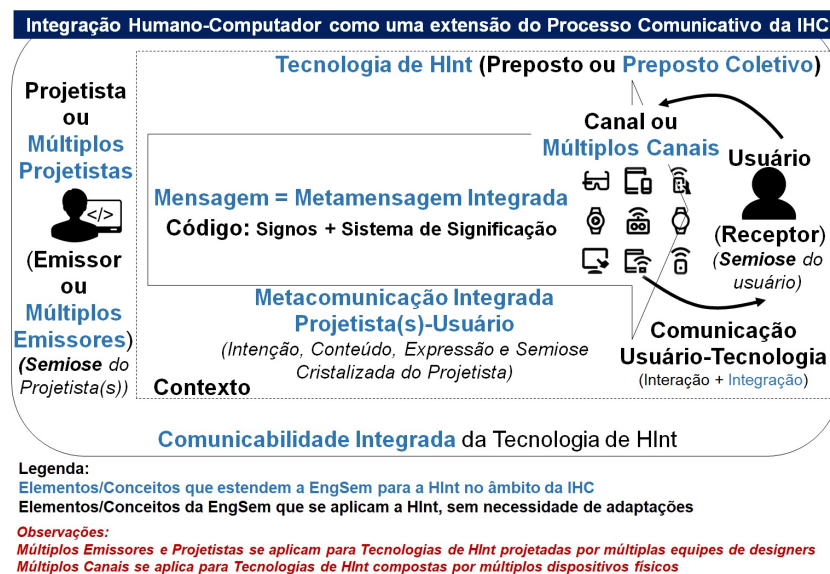 Integração Humano-Computador como uma extensão do Processo Comunicativo da IHC
Tecnologia de HInt (Preposto ou Preposto Coletivo)
Projetista
ou
Múltiplos
Projetistas
</>
(Emissor
ou
Múltiplos
Emissores)
(Semiose do
Projetista(s))
Canal ou
Múltiplos Canais
Mensagem = Metamensagem Integrada
Código: Signos + Sistema de Significação
Metacomunicação Integrada
Projetista(s)-Usuário
(Intenção, Conteúdo, Expressão e Semiose
Cristalizada do Projetista)
Contexto
Usuário
(Receptor)
(Semiose do
usuário)
Comunicação
Usuário-Tecnologia
(Interação + Integração)
Comunicabilidade Integrada da Tecnologia de HInt
Legenda:
Elementos/Conceitos que estendem a EngSem para a HInt no âmbito da IHC
Elementos/Conceitos da EngSem que se aplicam a HInt, sem necessidade de adaptações
Observações:
Múltiplos Emissores e Projetistas se aplicam para Tecnologias de HInt projetadas por múltiplas equipes de designers
Múltiplos Canais se aplica para Tecnologias de HInt compostas por múltiplos dispositivos físicos